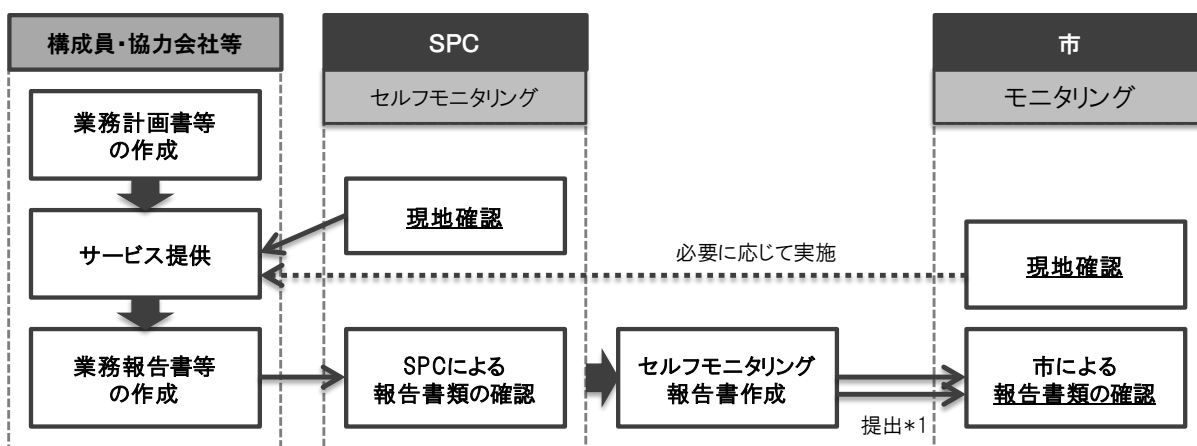 構成員・協力会社等
SPC
市
セルフモニタリング
モニタリング
業務計画書等
の作成
サービス提供
現地確認
必要に応じて実施
現地確認
業務報告書等
の作成
SPCによる
報告書類の確認
セルフモニタリング
報告書作成
提出*1
市による
報告書類の確認